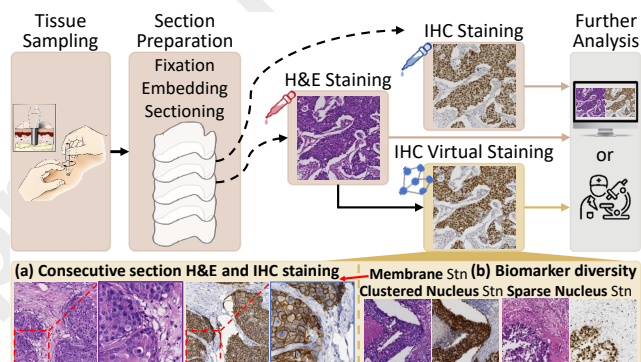 Tissue
Sampling
Section
Preparation
Fixation
Embedding
Sectioning
H&E Staining
IHC Staining
IHC Virtual Staining
Further
Analysis
or
(a) Consecutive section H&E and IHC staining
Membrane Stn
(b) Biomarker diversity
Clustered Nucleus Stn Sparse Nucleus Stn